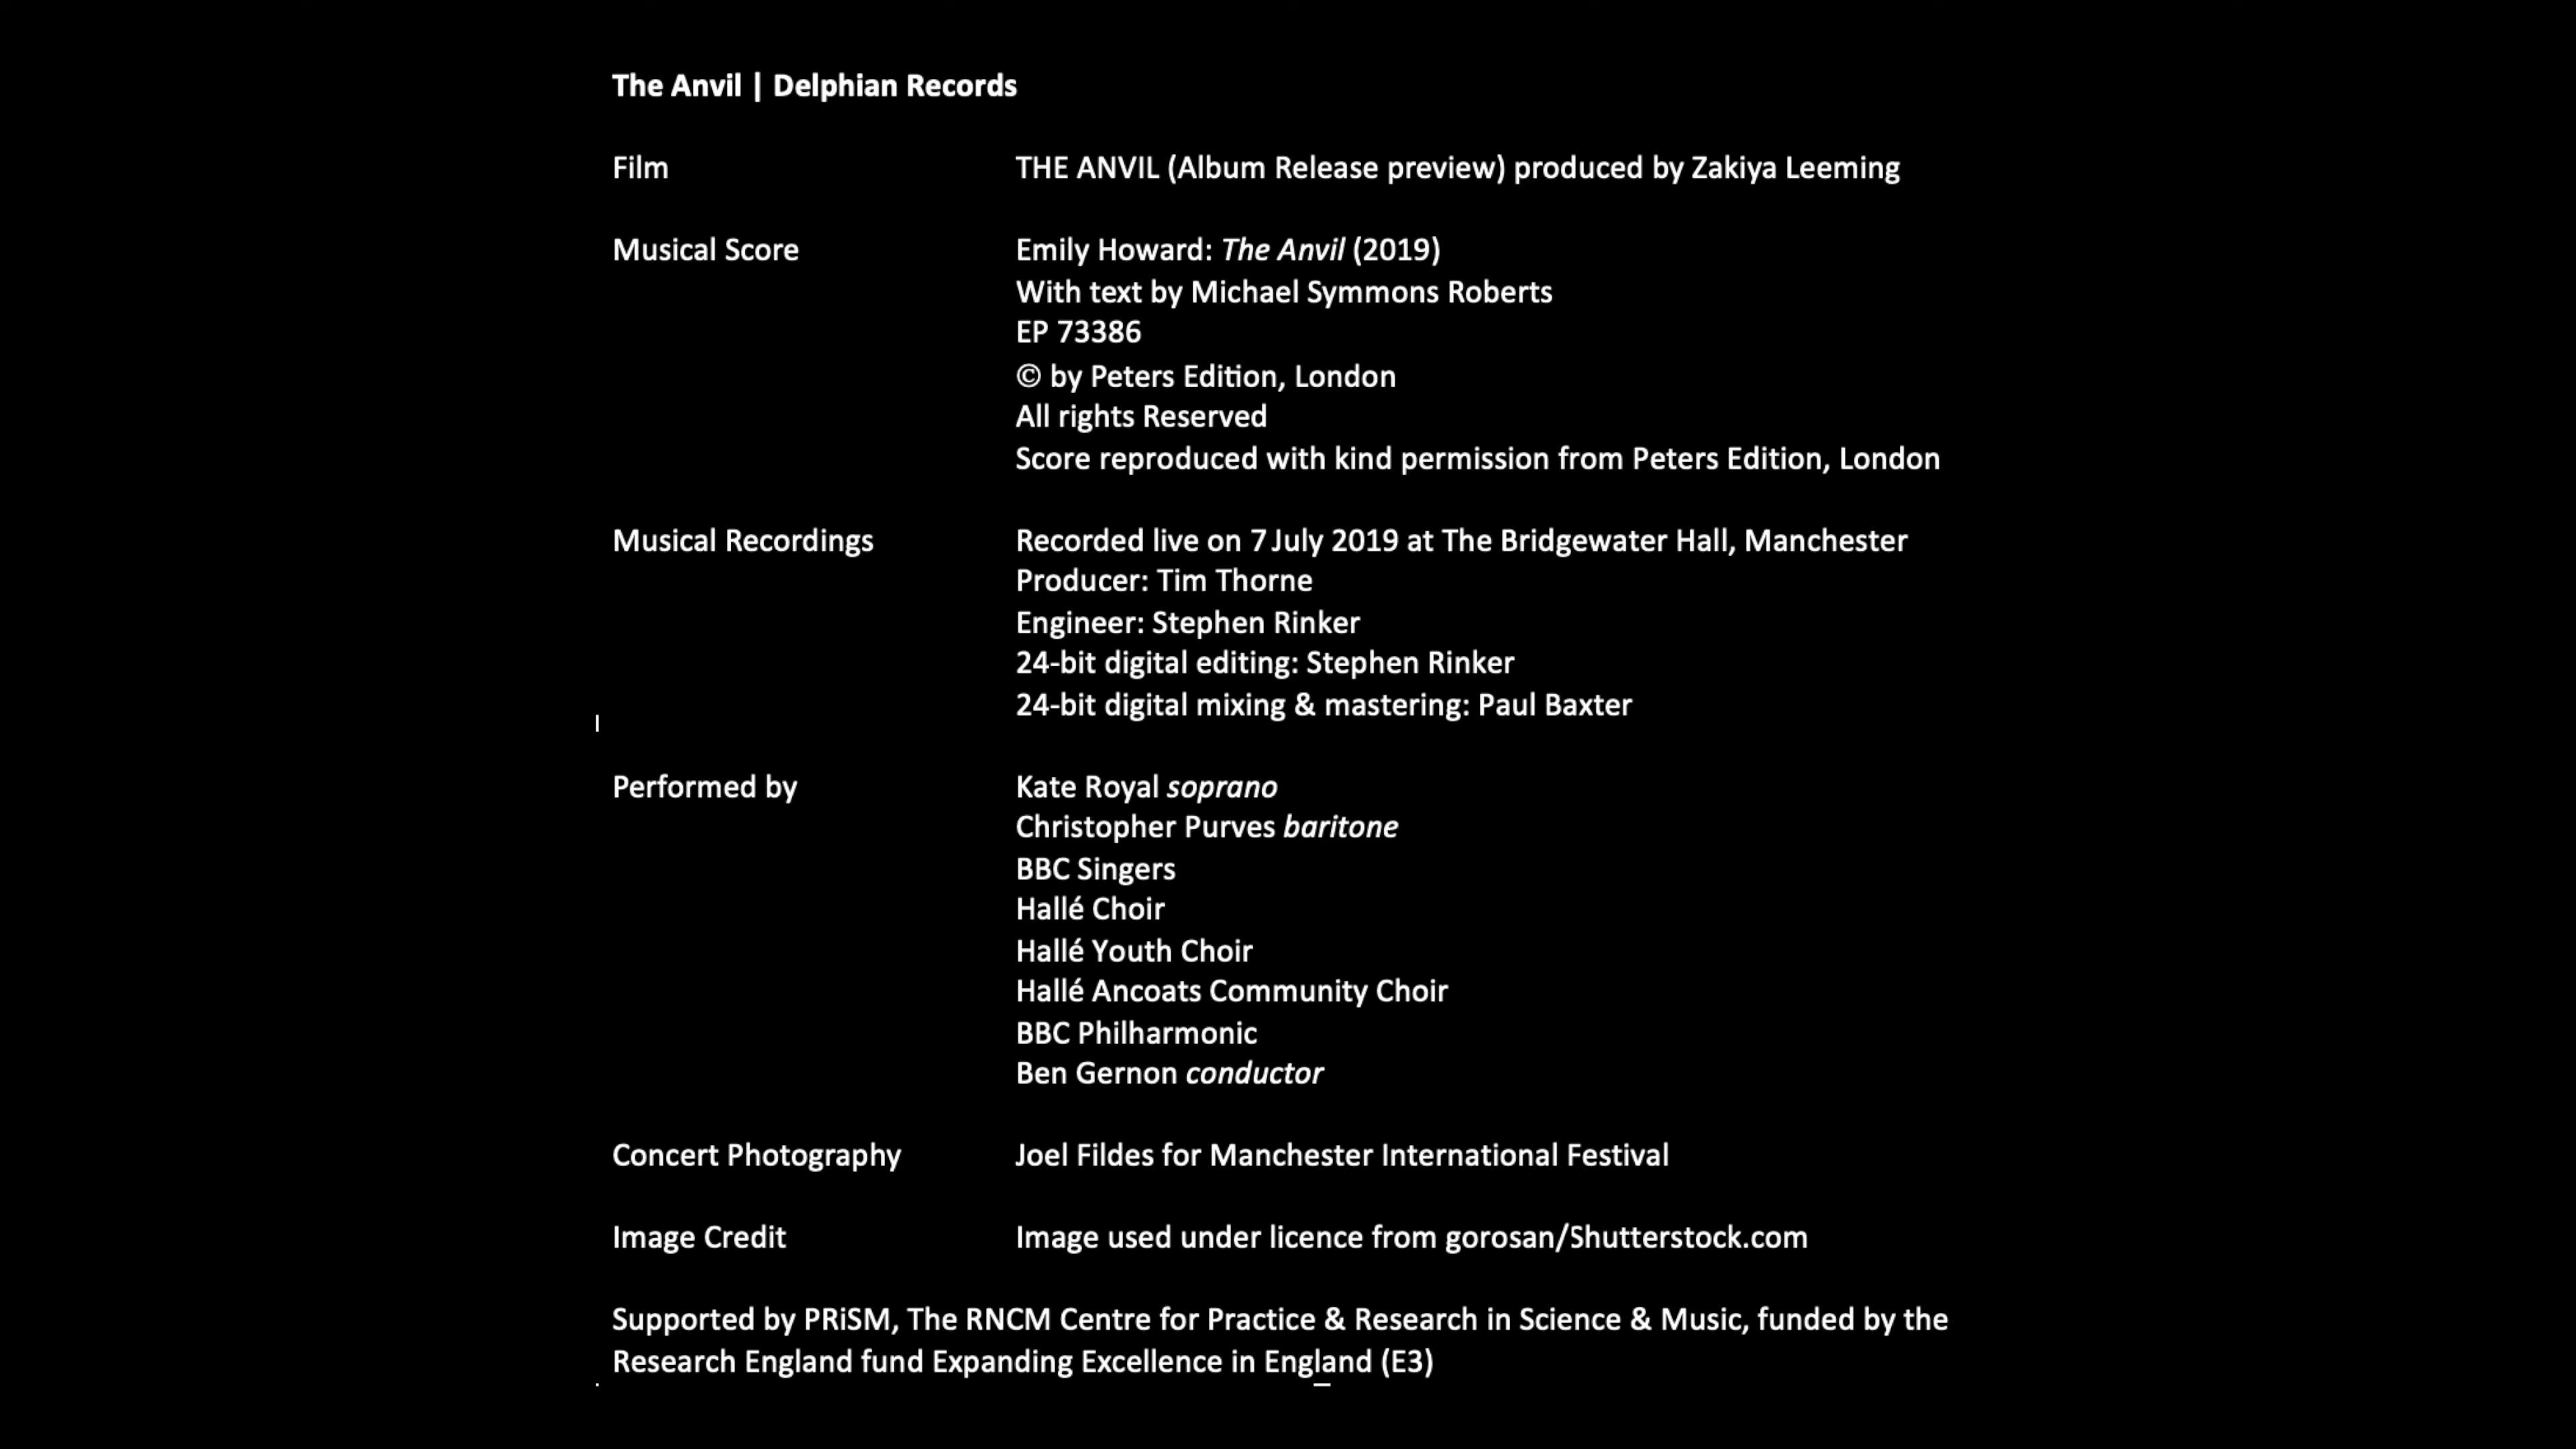 The Anvil | Delphian Records
Film THE ANVIL (Album Release preview) produced by Zakiya Leeming
Musical Score Emily Howard: The Anvil (2019)
With text by Michael Symmons Roberts
EP 73386
© by Peters Edition, London
All rights Reserved
Score reproduced with kind permission from Peters Edition, London
Musical Recordings Recorded live on 7 July 2019 at The Bridgewater Hall, Manchester
Producer: Tim Thorne
Engineer: Stephen Rinker
24-bit digital editing: Stephen Rinker
24-bit digital mixing & mastering: Paul Baxter
Performed by Kate Royal soprano
Christopher Purves baritone
BBC Singers
Hallé Choir
Hallé Youth Choir
Hallé Ancoats Community Choir
BBC Philharmonic
Ben Gernon conductor
Concert Photography Joel Fildes for Manchester International Festival
Image Credit Image used under licence from gorosan/Shutterstock.com
Supported by PRiSM, The RNCM Centre for Practice & Research in Science & Music, funded by the
Research England fund Expanding Excellence in England (E3)